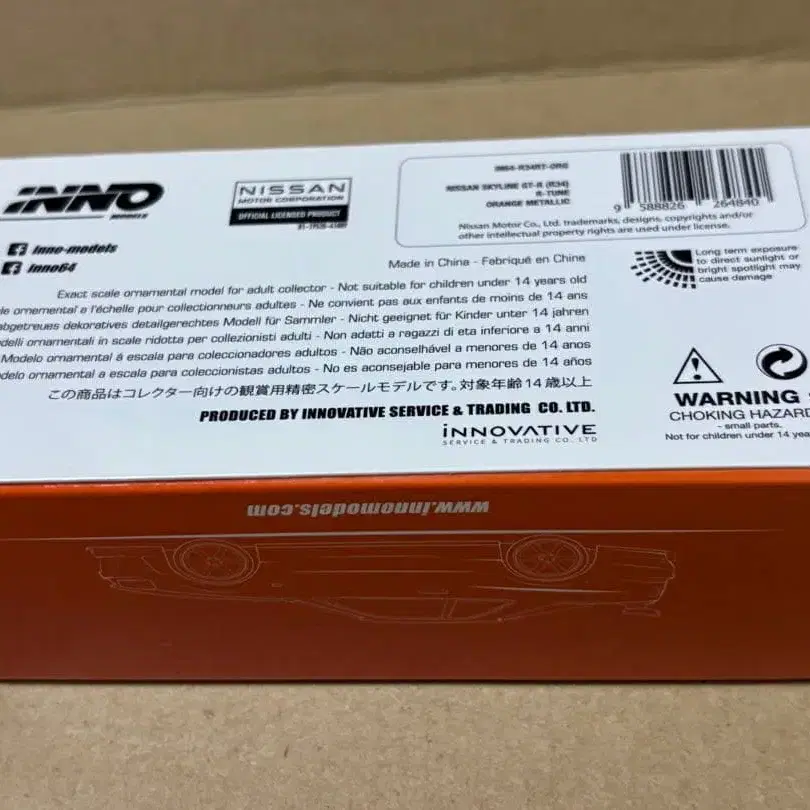 INNO
MODELS
inno-models
inno64
NISSAN
MOTOR CORPORATION
OFFICIAL LICENSED PRODUCT
IN64-R34RT-ORG
NISSAN SKYLINE GT-R (R34)
R-TUNE
ORANGE METALLIC
9 588826 264840
Nissan Motor Co., Ltd. trademarks, designs, copyrights and/or
other intellectual property rights are used under license.
Made in China - Fabriqué en Chine
Long term exposure
to direct sunlight or
bright spotlight may
cause damage
Exact scale ornamental model for adult collector - Not suitable for children under 14 years old
ornemental a l'échelle pour collectionneurs adultes - Ne convient pas aux enfants de moins de 14 ans
dekoratives detailgerechtes Modell für Sammler - Nicht geeignet für Kinder unter 14 jahren
ornamentali in scale ridotta per collezionisti adulti - Non adatti a ragazzi di eta inferiore a 14 anni
Modelo ornamental á escala para coleccionadores adultos - Não aconselhável a menores de 14 anos
ornamental a escala para coleccionistas adultos - No es aconsejable para menores de 14 años
この商品はコレクター向けの観賞用精密スケールモデルです。対象年齢14歳以上
PRODUCED BY INNOVATIVE SERVICE & TRADING CO. LTD.
iNNOVATIVE
SERVICE & TRADING CO. LTD
WARNING
CHOKING HAZARD
- small parts.
Not for children under 14
www.innomodels.com